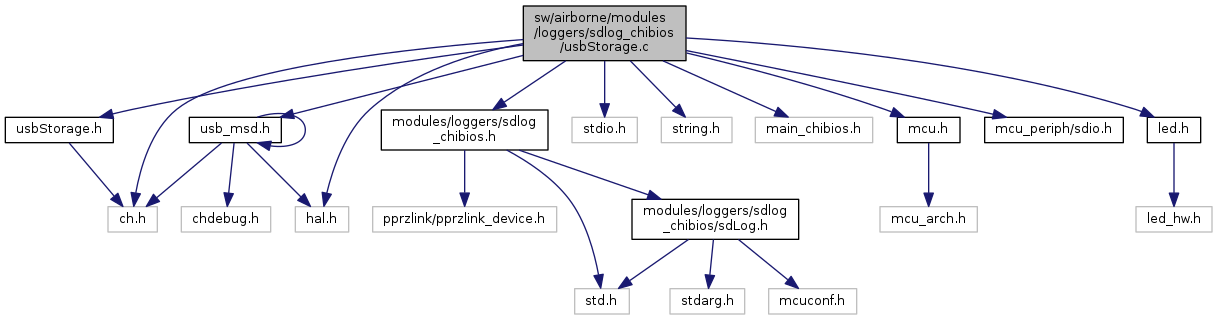 sw/airborne/modules
/loggers/sdlog_chibios
/usbStorage.c
usbStorage.h
usb_msd.h
modules/loggers/sdlog
_chibios.h
stdio.h
string.h
main_chibios.h
mcu.h
mcu_periph/sdio.h
led.h
ch.h
chdebug.h
hal.h
pprzlink/pprzlink_device.h
modules/loggers/sdlog
_chibios/sdLog.h
mcu_arch.h
led_hw.h
std.h
stdarg.h
mcuconf.h